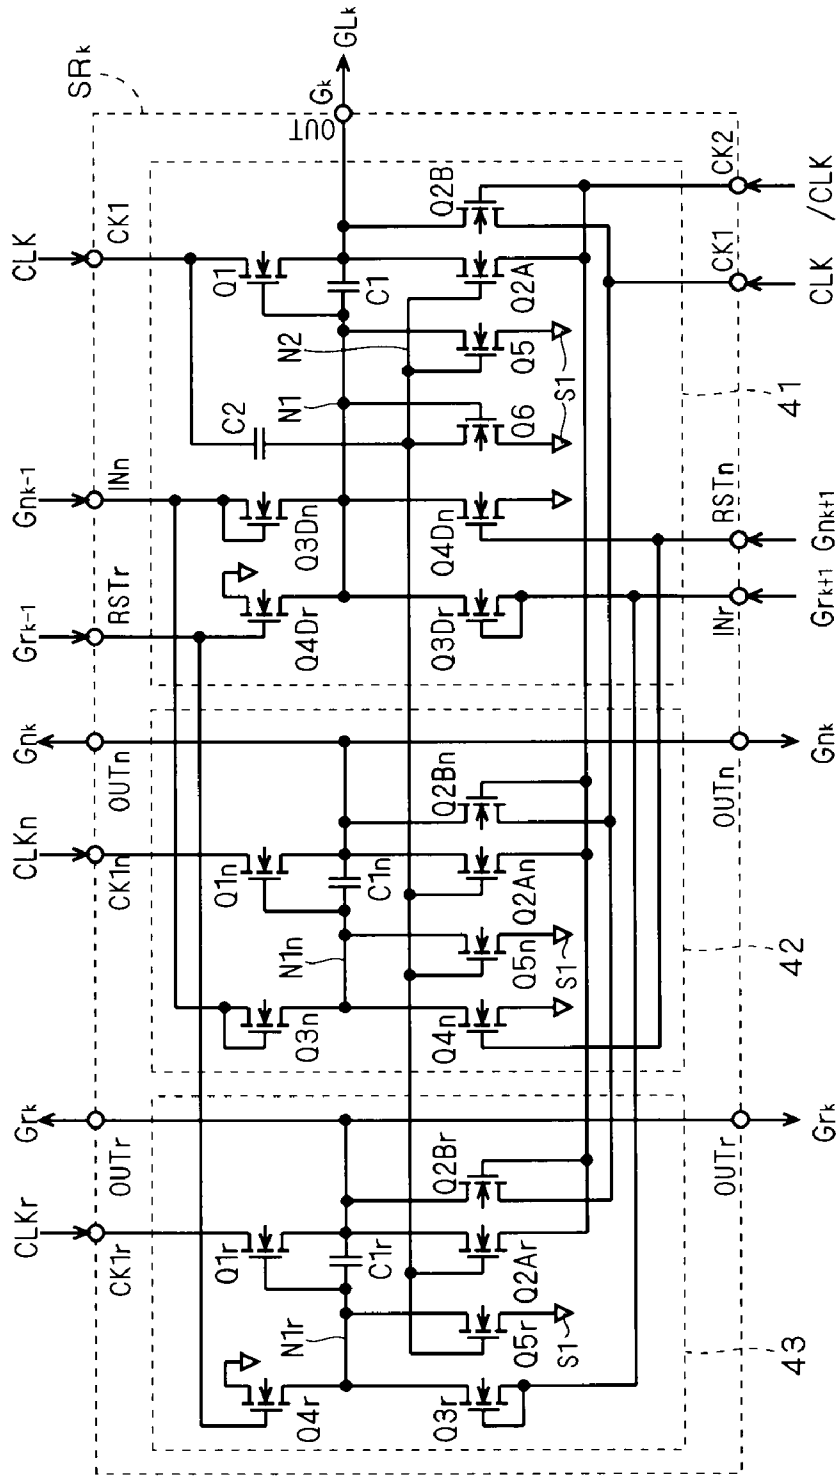 SRk
GLk
Gk
OUT
CLK
CK1
Gnk-1
INn
Grk-1
RSTr
Gnk
OUTn
CLKn
CK1n
Grk
OUTr
CLKr
CK1r
Q1
C1
Q2B
Q2A
N2
Q5
N1
C2
Q6
S1
Q3Dn
Q4Dn
Q4Dr
Q3Dr
41
CK2
/CLK
CK1
CLK
RSTn
Gnk+1
INr
Grk+1
Q1n
C1n
Q2Bn
Q2An
N1n
Q5n
S1
Q3n
Q4n
42
OUTn
Gnk
Q1r
C1r
Q2Br
Q2Ar
N1r
Q5r
S1
Q4r
Q3r
43
OUTr
Grk